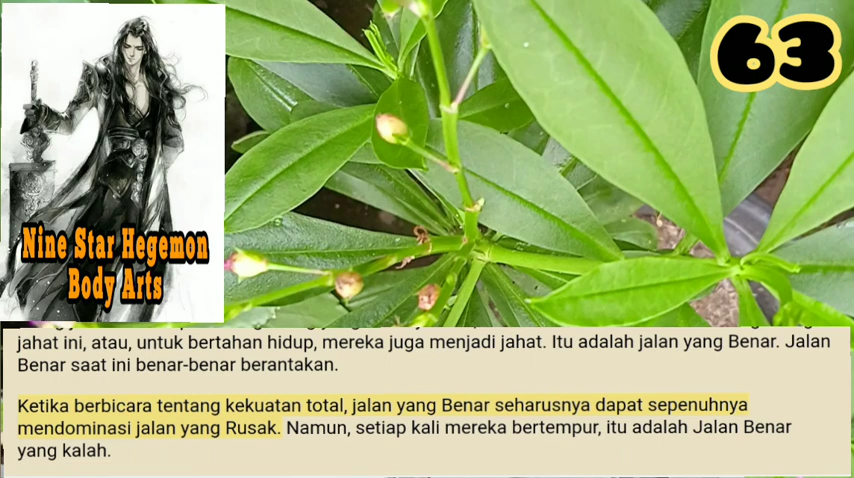 63
Nine Star Hegemon
Body Arts
jahat ini, atau, untuk bertahan hidup, mereka juga menjadi jahat. Itu adalah jalan yang Benar. Jalan
Benar saat ini benar-benar berantakan.
Ketika berbicara tentang kekuatan total, jalan yang Benar seharusnya dapat sepenuhnya
mendominasi jalan yang Rusak. Namun, setiap kali mereka bertempur, itu adalah Jalan Benar
yang kalah.